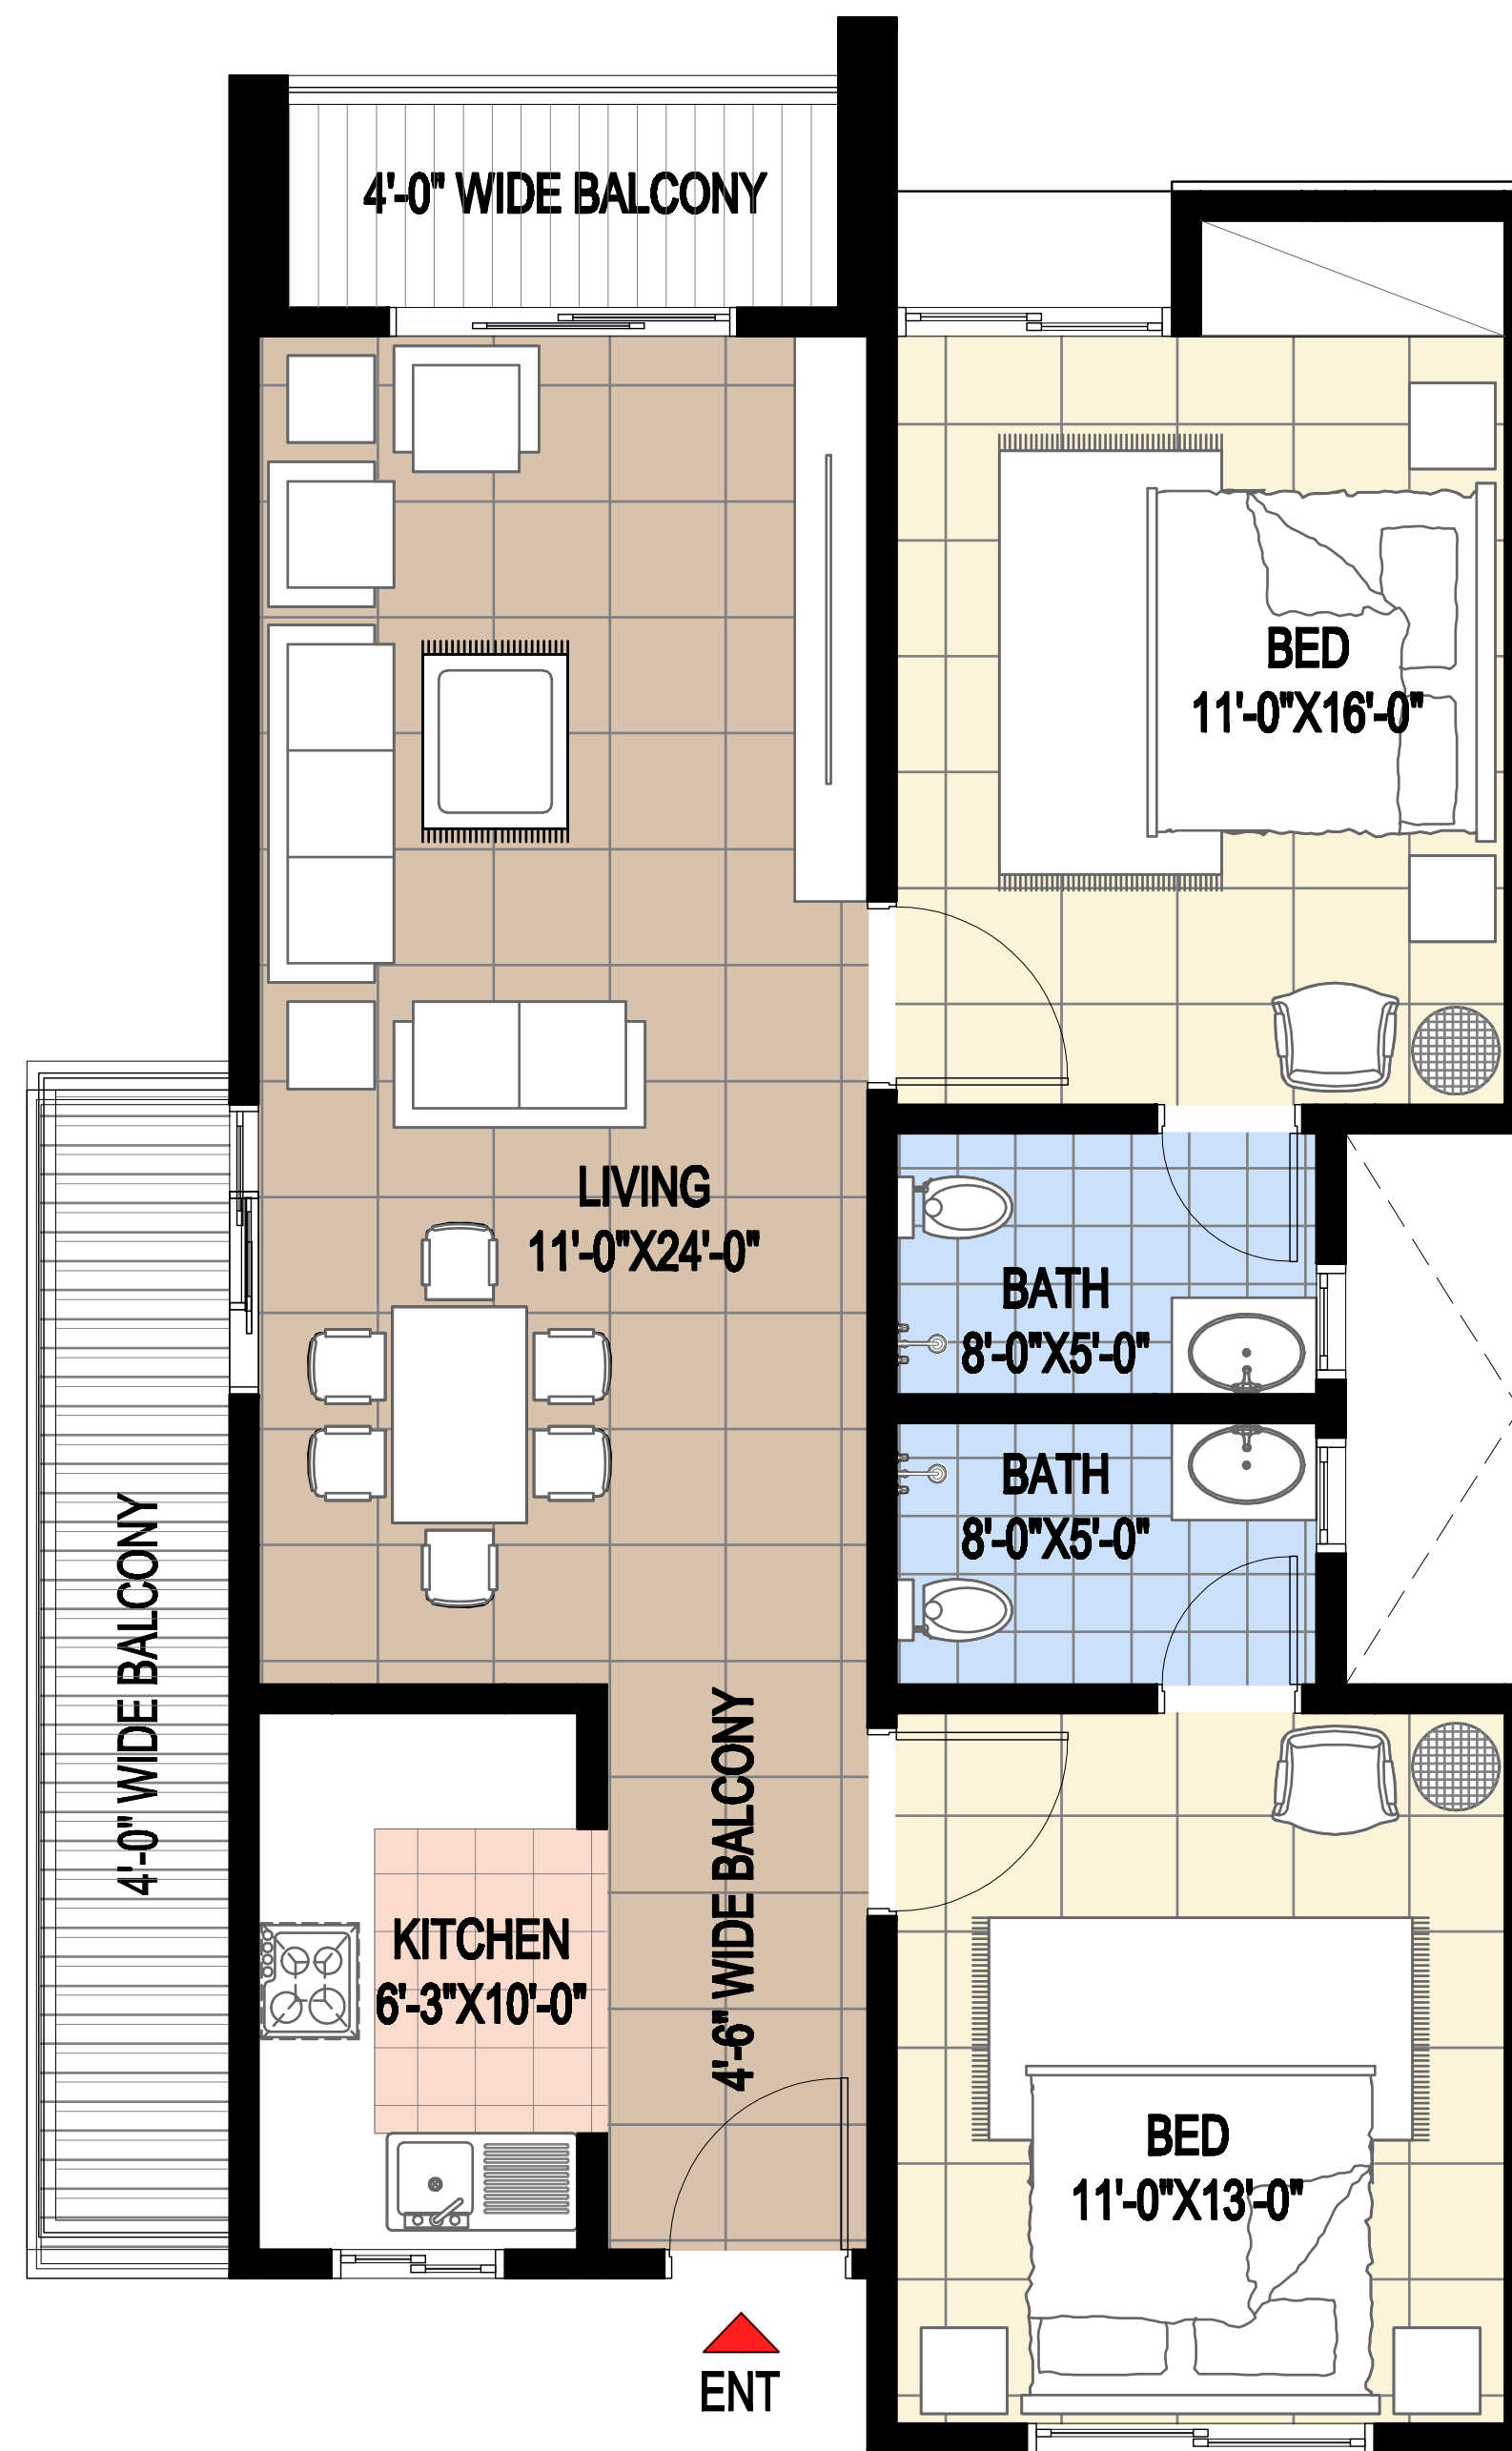 4'-0" WIDE BALCONY
BED
11'-0"X16'-0"
LIVING
11'-0"X24'-0"
BATH
8'-0"X5'-0"
BATH
8'-0"X5'-0"
4'-0" WIDE BALCONY
4'-6" WIDE BALCONY
KITCHEN
6'-3"X10'-0"
BED
11'-0"X13'-0"
ENT